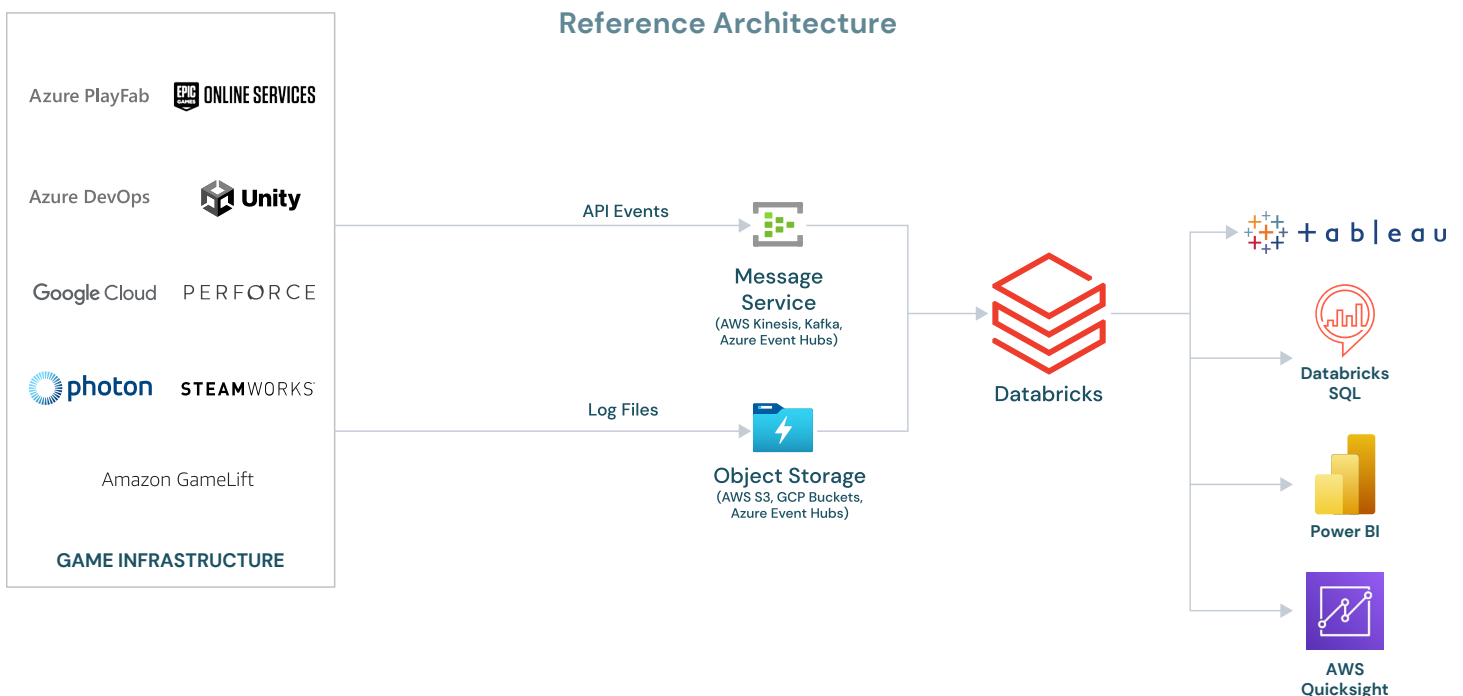 Reference Architecture
Azure PlayFab
EPIC
GAMES
ONLINE SERVICES
Azure DevOps
Unity
Google Cloud
PERFORCE
photon
STEAMWORKS
Amazon GameLift
GAME INFRASTRUCTURE
API Events
Message
Service
(AWS Kinesis, Kafka,
Azure Event Hubs)
Log Files
Object Storage
(AWS S3, GCP Buckets,
Azure Event Hubs)
Databricks
+ableau
Databricks
SQL
Power BI
AWS
Quicksight